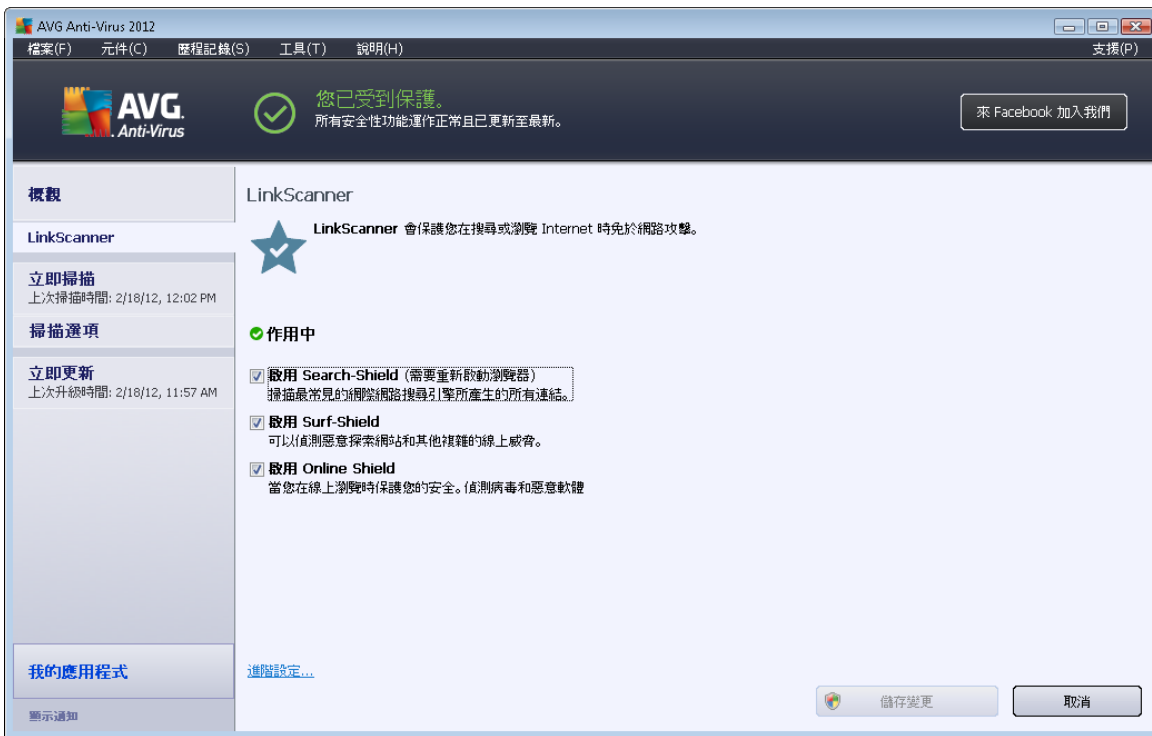 AVG Anti-Virus 2012
檔案(F) 元件(C) 歷程記錄(S) 工具(T) 說明(H) 支援(P)
AVG.
Anti-Virus
您已受到保護。
所有安全性功能運作正常且已更新至最新。
來 Facebook 加入我們
概觀
LinkScanner
立即掃描
上次掃描時間: 2/18/12, 12:02 PM
掃描選項
立即更新
上次升級時間: 2/18/12, 11:57 AM
我的應用程式
顯示通知
LinkScanner
LinkScanner 會保護您在搜尋或瀏覽 Internet 時免於網路攻擊。
作用中
啟用 Search-Shield (需要重新啟動瀏覽器)
掃描最常見的網際網路搜尋引擎所產生的所有連結。
啟用 Surf-Shield
可以偵測惡意探索網站和其他複雜的線上威脅。
啟用 Online Shield
當您在線上瀏覽時保護您的安全。偵測病毒和惡意軟體
進階設定...
儲存變更
取消